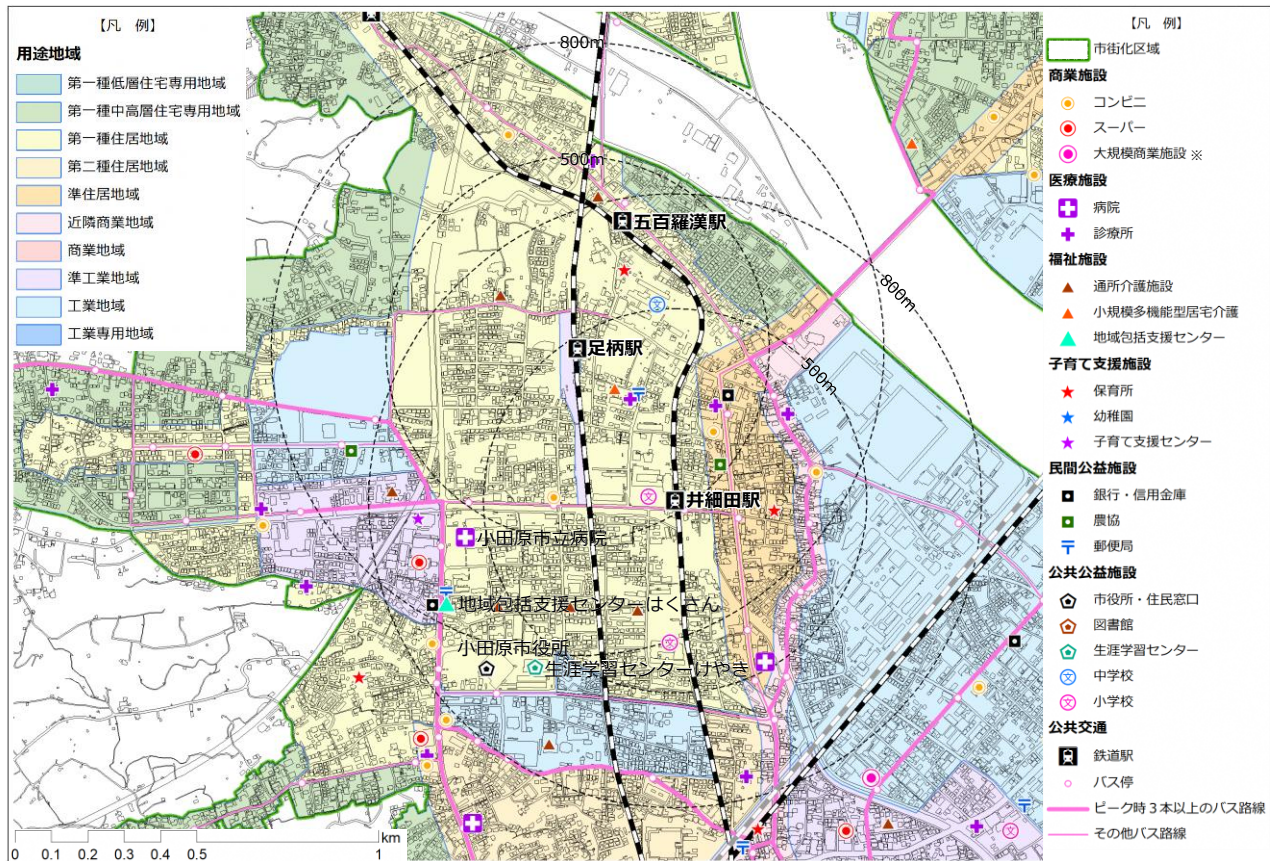 【凡 例】
用途地域
第一種低層住宅専用地域
第一種中高層住宅専用地域
第一種住居地域
第二種住居地域
準住居地域
近隣商業地域
商業地域
準工業地域
工業地域
工業専用地域
800m
500m
五百羅漢駅
800m
足柄駅
500m
井細田駅
小田原市立病院
地域包括支援センターはくさん
小田原市役所
生涯学習センターけやき
文
文
文
0 0.1 0.2 0.3 0.4 0.5 1
km
【凡 例】
市街化区域
商業施設
コンビニ
スーパー
大規模商業施設 ※
医療施設
病院
診療所
福祉施設
通所介護施設
小規模多機能型居宅介護
地域包括支援センター
子育て支援施設
保育所
幼稚園
子育て支援センター
民間公益施設
銀行・信用金庫
農協
〒 郵便局
公共公益施設
市役所・住民窓口
図書館
生涯学習センター
文 中学校
文 小学校
公共交通
鉄道駅
バス停
ピーク時３本以上のバス路線
その他バス路線
文